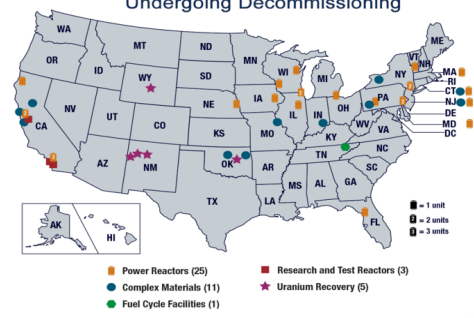 Undergoing Decommissioning
WA
MT
ND
MN
ME
OR
ID
SD
WI
MI
VT
NH
NY
MA
RI
WY
CT
NJ
NE
IA
PA
DE
NV
UT
CO
IL
IN
OH
MD
DC
CA
KS
MO
WV
VA
KY
AZ
NM
OK
AR
TN
NC
SC
MS
AL
GA
TX
LA
FL
AK
HI
= 1 unit
2 = 2 units
3 = 3 units
Power Reactors (25)
Research and Test Reactors (3)
Complex Materials (11)
Uranium Recovery (5)
Fuel Cycle Facilities (1)